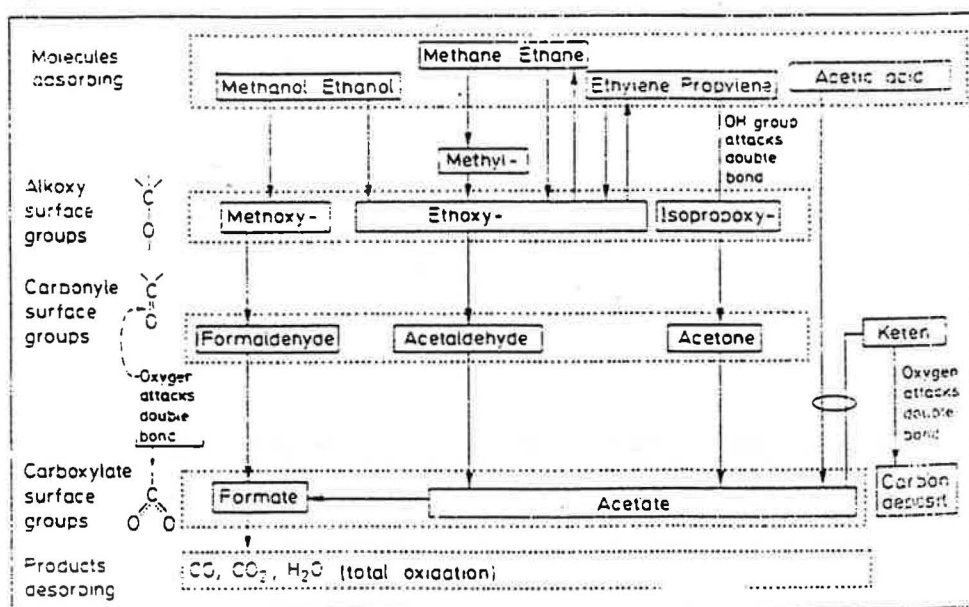 Molecules
adsorbing
Methane Ethane
Methanol Ethanol
Ethylene Propylene
Acetic acid
OH group
attacks
double
bond
Methyl-
Alkoxy
surface
groups
C
O
Methoxy-
Ethoxy-
Isopropoxy-
Carbonyle
surface
groups
C
O
Formaldehyde
Acetaldehyde
Acetone
Keten
Oxygen
attacks
double
bond
Oxygen
attacks
double
bond
Carboxylate
surface
groups
C
O O
Formate
Acetate
Carbon
deposit
Products
desorbing
CO, CO₂, H₂O (total oxidation)